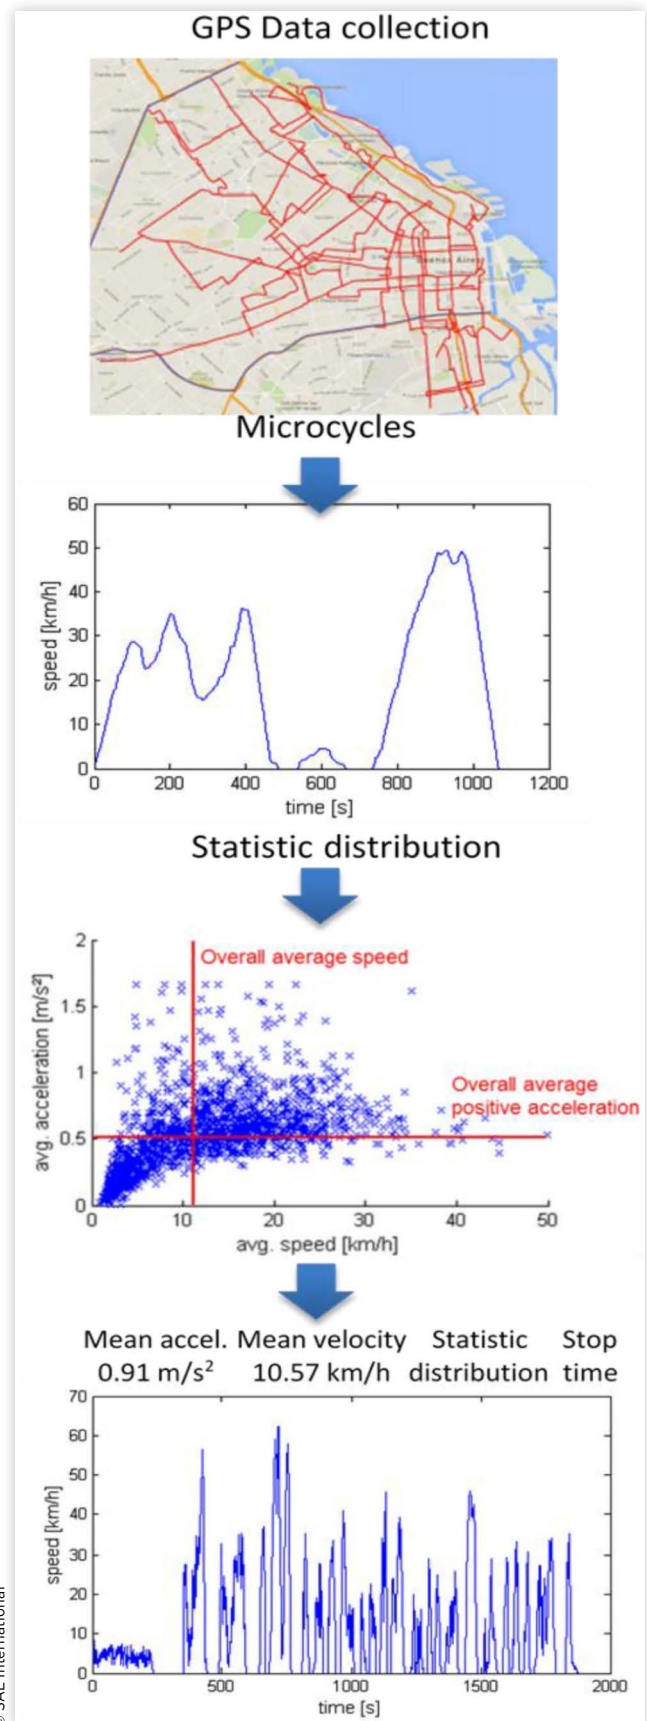 GPS Data collection
Buenos Aires
Microcycles
60
50
40
30
20
10
0
speed [km/h]
0 200 400 600 800 1000 1200
time [s]
Statistic distribution
2
1.5
1
0.5
0
avg. acceleration [m/s²]
Overall average speed
Overall average
positive acceleration
0 10 20 30 40 50
avg. speed [km/h]
Mean accel. Mean velocity Statistic Stop
0.91 m/s² 10.57 km/h distribution time
70
60
50
40
30
20
10
0
speed [km/h]
0 500 1000 1500 2000
time [s]
© SAE International